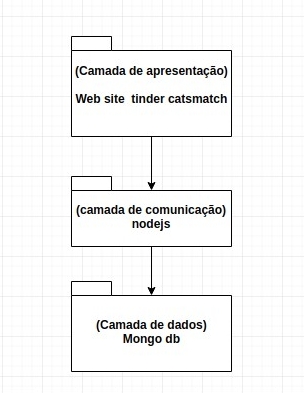 (Camada de apresentação)
Web site tinder catsmatch
(camada de comunicação)
nodejs
(Camada de dados)
Mongo db